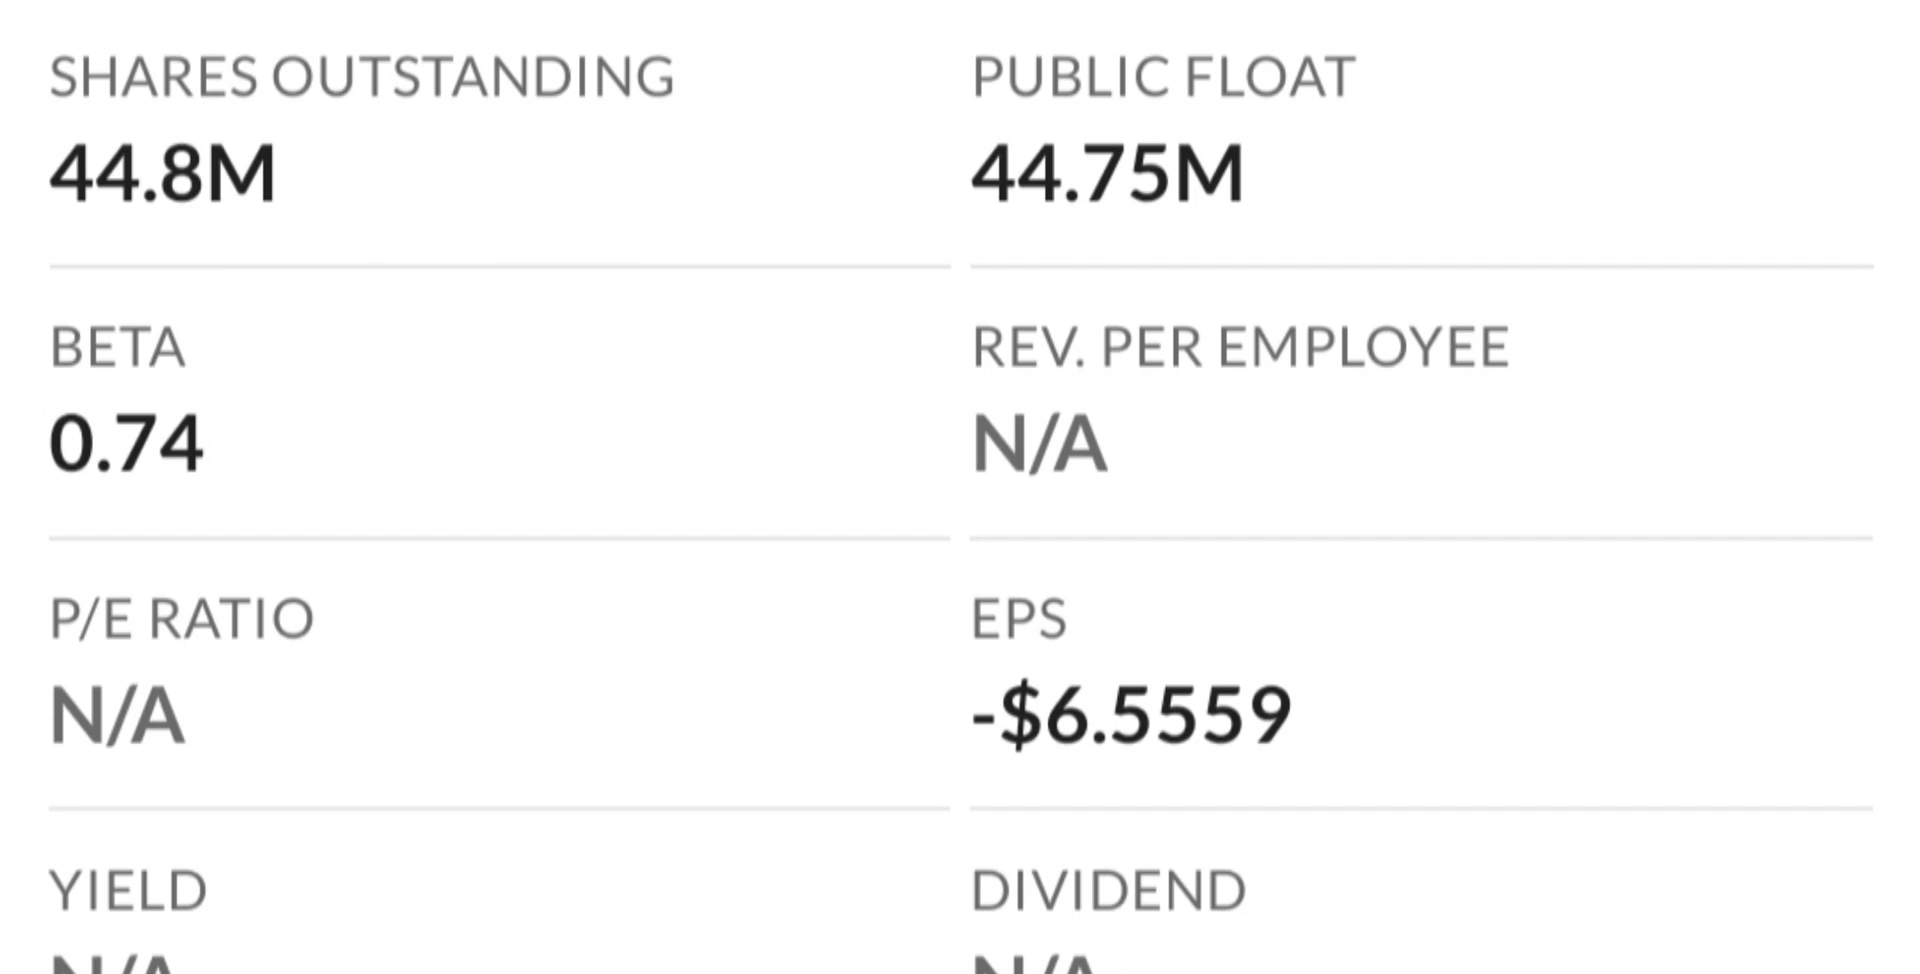 SHARES OUTSTANDING
44.8M
PUBLIC FLOAT
44.75M
BETA
0.74
REV. PER EMPLOYEE
N/A
P/E RATIO
N/A
EPS
-$6.5559
YIELD
N/A
DIVIDEND
N/A